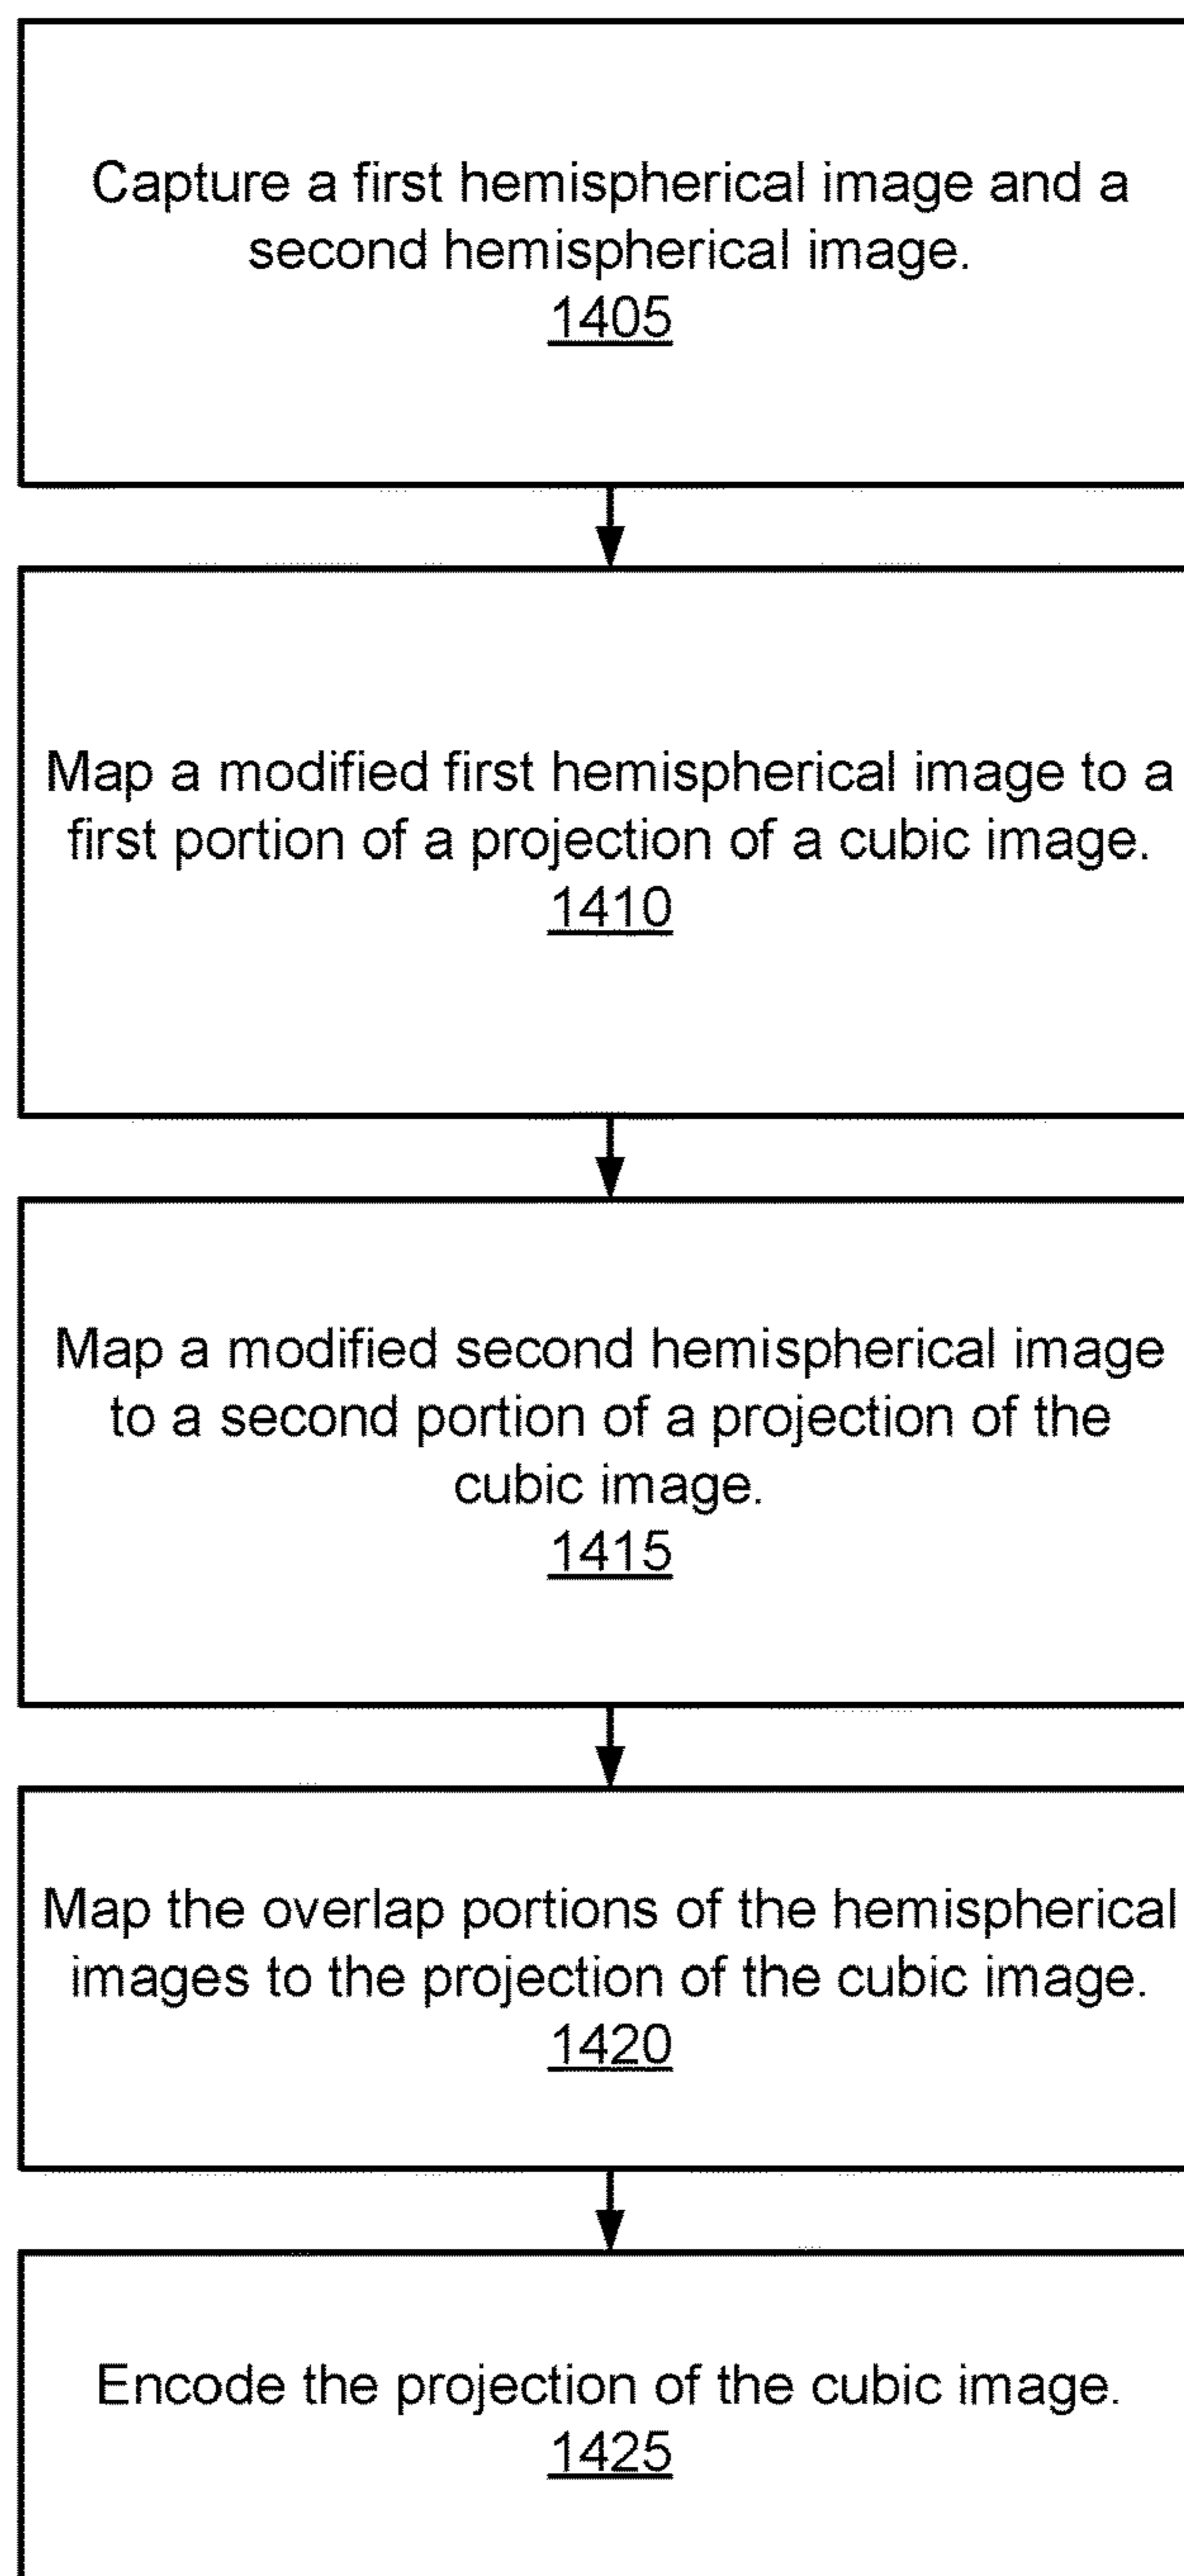 Capture a first hemispherical image and a
second hemispherical image.
1405
Map a modified first hemispherical image to a
first portion of a projection of a cubic image.
1410
Map a modified second hemispherical image
to a second portion of a projection of the
cubic image.
1415
Map the overlap portions of the hemispherical
images to the projection of the cubic image.
1420
Encode the projection of the cubic image.
1425